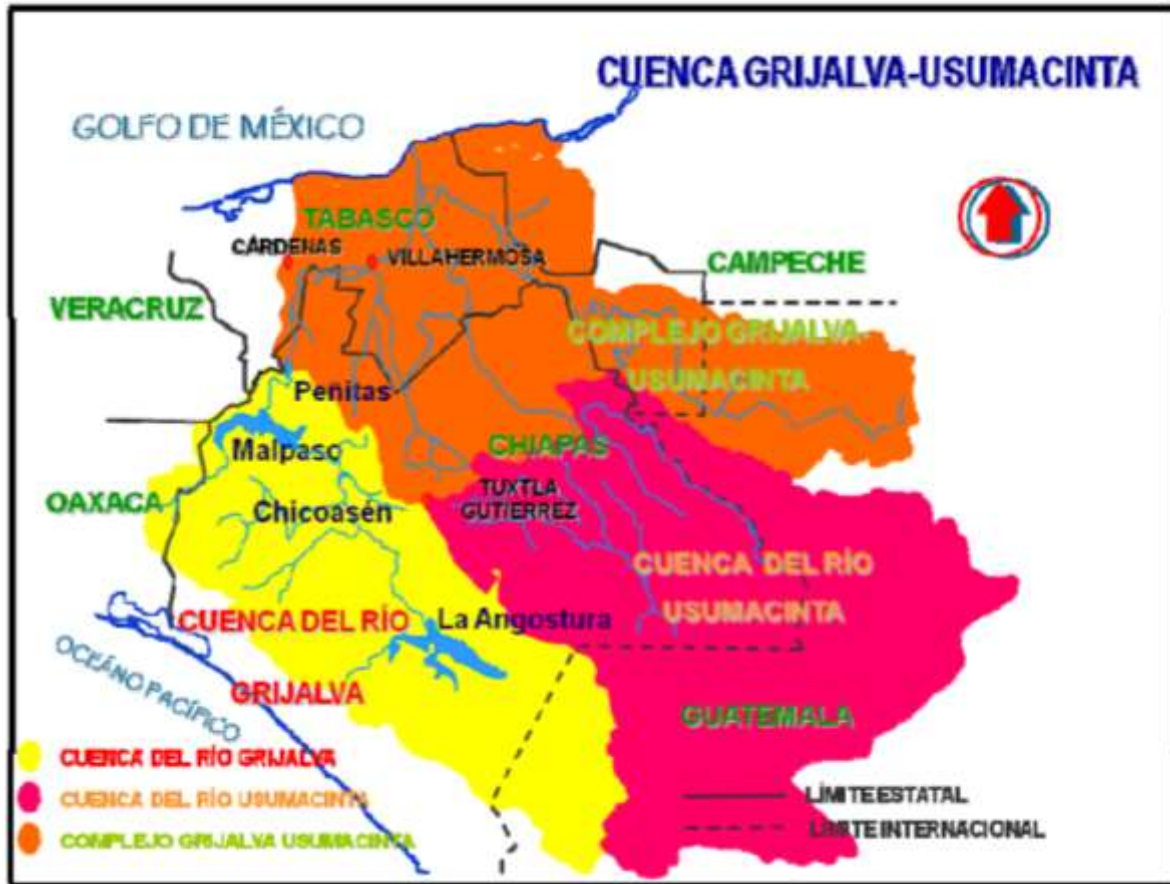 CUENCA GRIJALVA-USUMACINTA
GOLFO DE MÉXICO
TABASCO
CÁRDENAS
VILLAHERMOSA
CAMPECHE
VERACRUZ
COMPLEJO GRIJALVA-
USUMACINTA
Penitas
Malpaso
CHIAPAS
OAXACA
Chicoasén
TUXTLA
GUTIERREZ
CUENCA DEL RÍO
USUMACINTA
CUENCA DEL RÍO
GRIJALVA
La Angostura
OCEÁNO PACÍFICO
GUATEMALA
CUENCA DEL RÍO GRIJALVA
CUENCA DEL RÍO USUMACINTA
COMPLEJO GRIJALVA USUMACINTA
LÍMITE ESTATAL
LÍMITE INTERNACIONAL